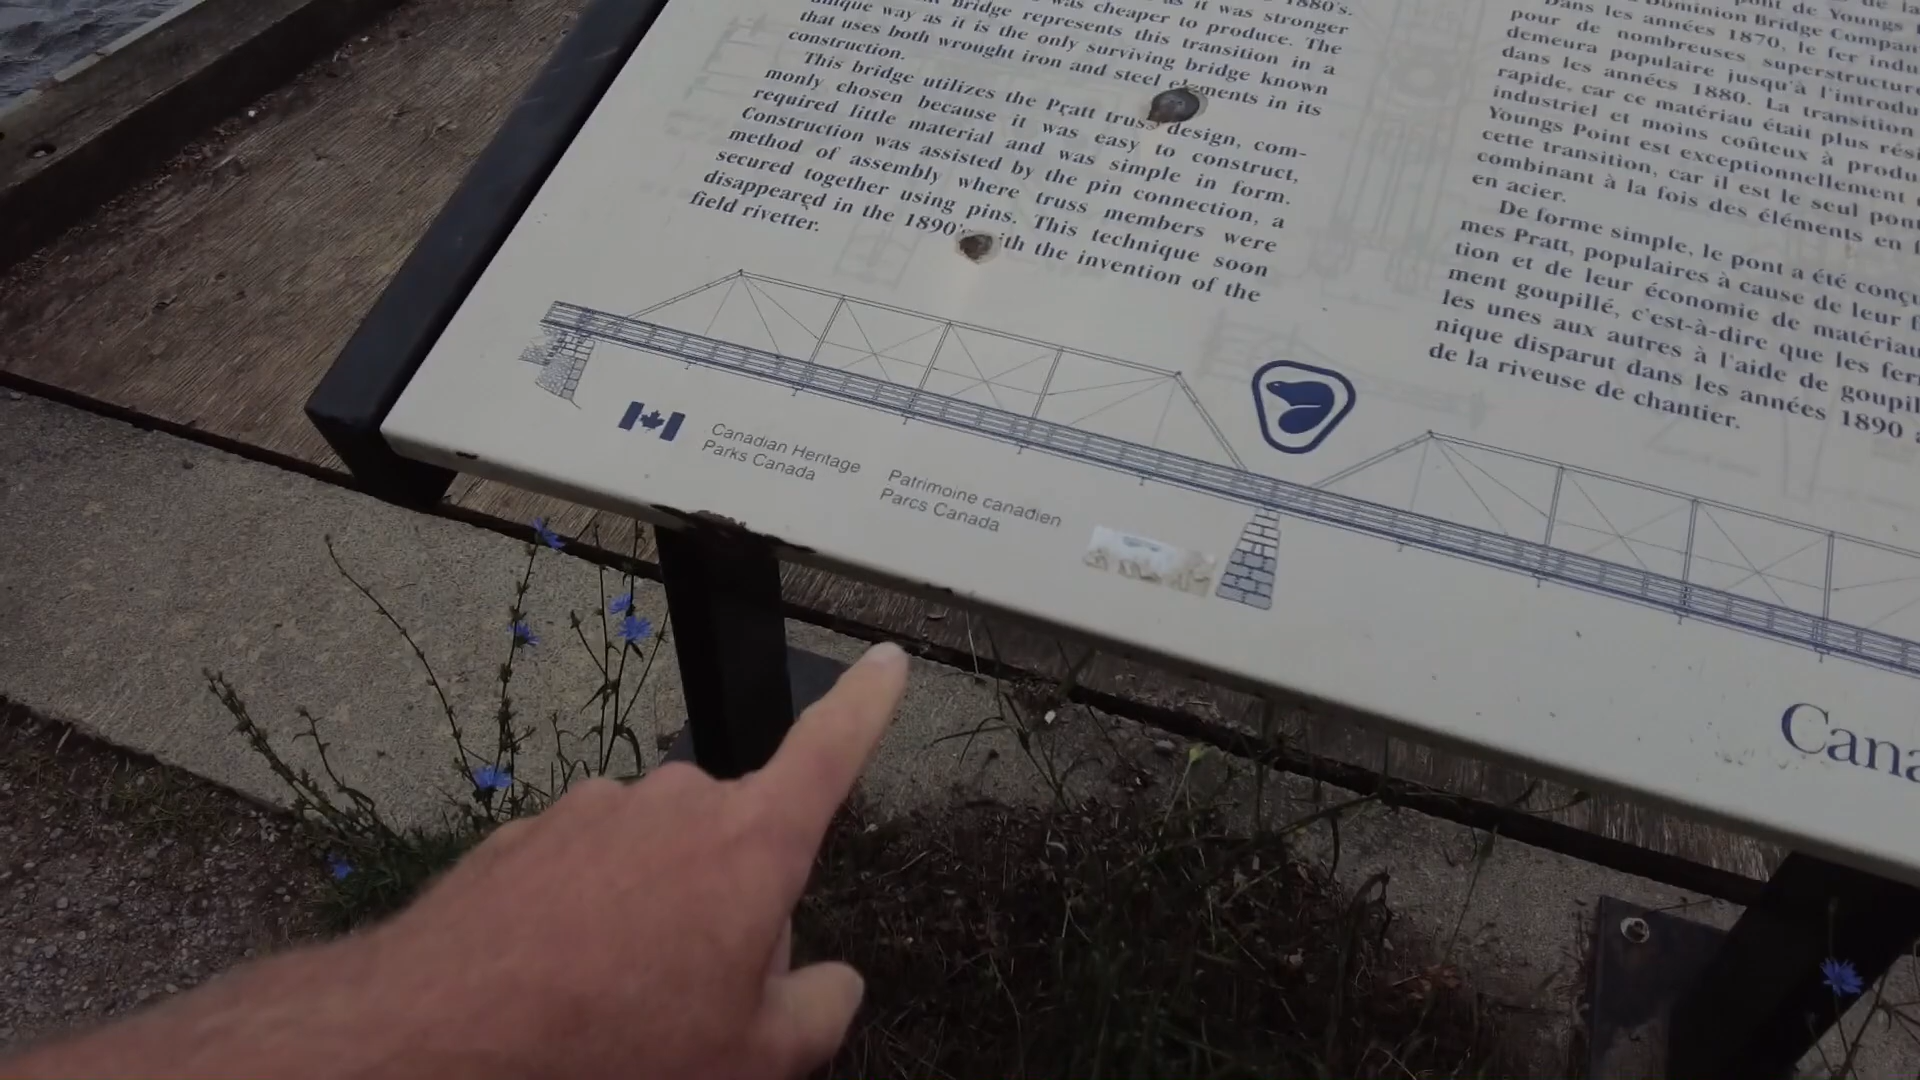 1880's.
was cheaper to produce. The
as it was stronger
Bridge represents this transition in a
unique way as it is the only surviving bridge known
that uses both wrought iron and steel elements in its
construction.
This bridge utilizes the Pratt truss design, com-
monly chosen because it was easy to construct,
required little material and was simple in form.
Construction was assisted by the pin connection, a
method of assembly where truss members were
secured together using pins. This technique soon
disappeared in the 1890's with the invention of the
field rivetter.
pont de Youngs
Dominion Bridge Compan
Dans les années 1870, le fer indu
pour de nombreuses superstructure
demeura populaire jusqu'à l'introdu
dans les années 1880. La transition
rapide, car ce matériau était plus rési
industriel et moins coûteux à produ
Youngs Point est exceptionnellement
cette transition, car il est le seul pon
combinant à la fois des éléments en f
en acier.
De forme simple, le pont a été conçu
mes Pratt, populaires à cause de leur f
tion et de leur économie de matériau
ment goupillé, c'est-à-dire que les fer
les unes aux autres à l'aide de goupil
nique disparut dans les années 1890 a
de la riveuse de chantier.
Canadian Heritage
Parks Canada
Patrimoine canadien
Parcs Canada
Cana